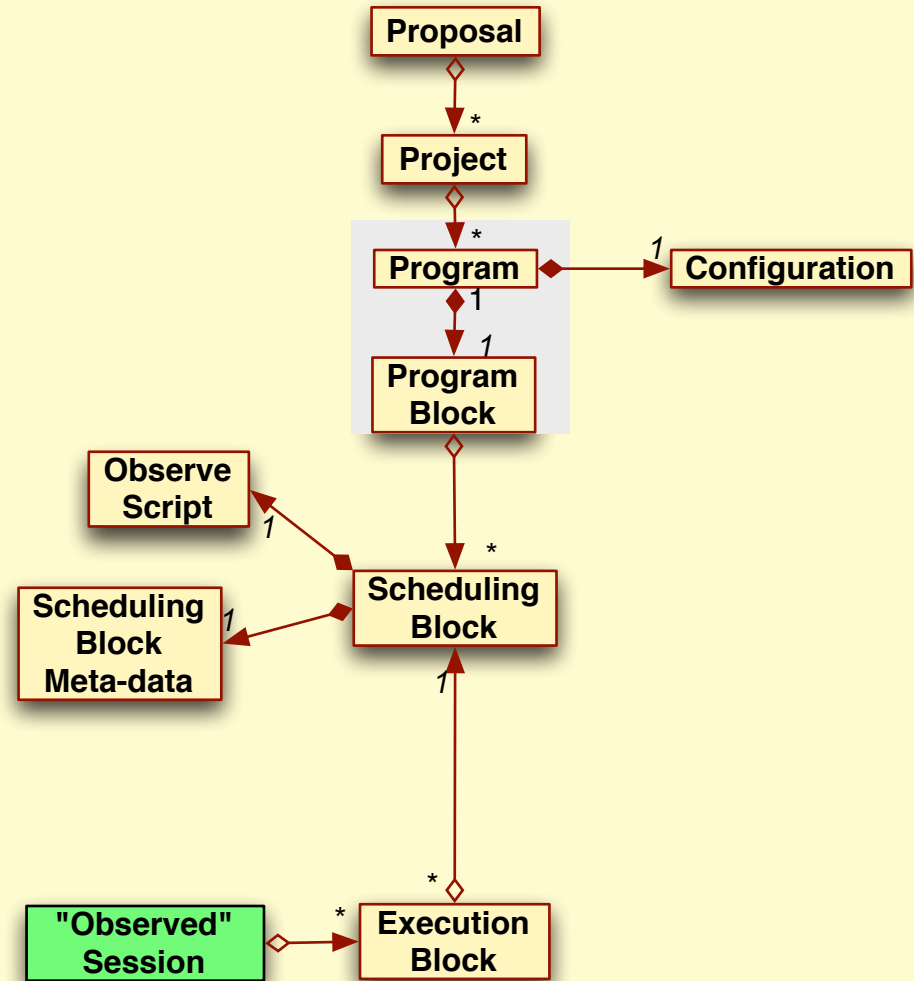 Proposal
*
Project
*
Program
1
Configuration
1
1
Program
Block
Observe
Script
1
*
Scheduling
Block
Scheduling
Block
Meta-data
1
1
*
*
"Observed"
Session
Execution
Block